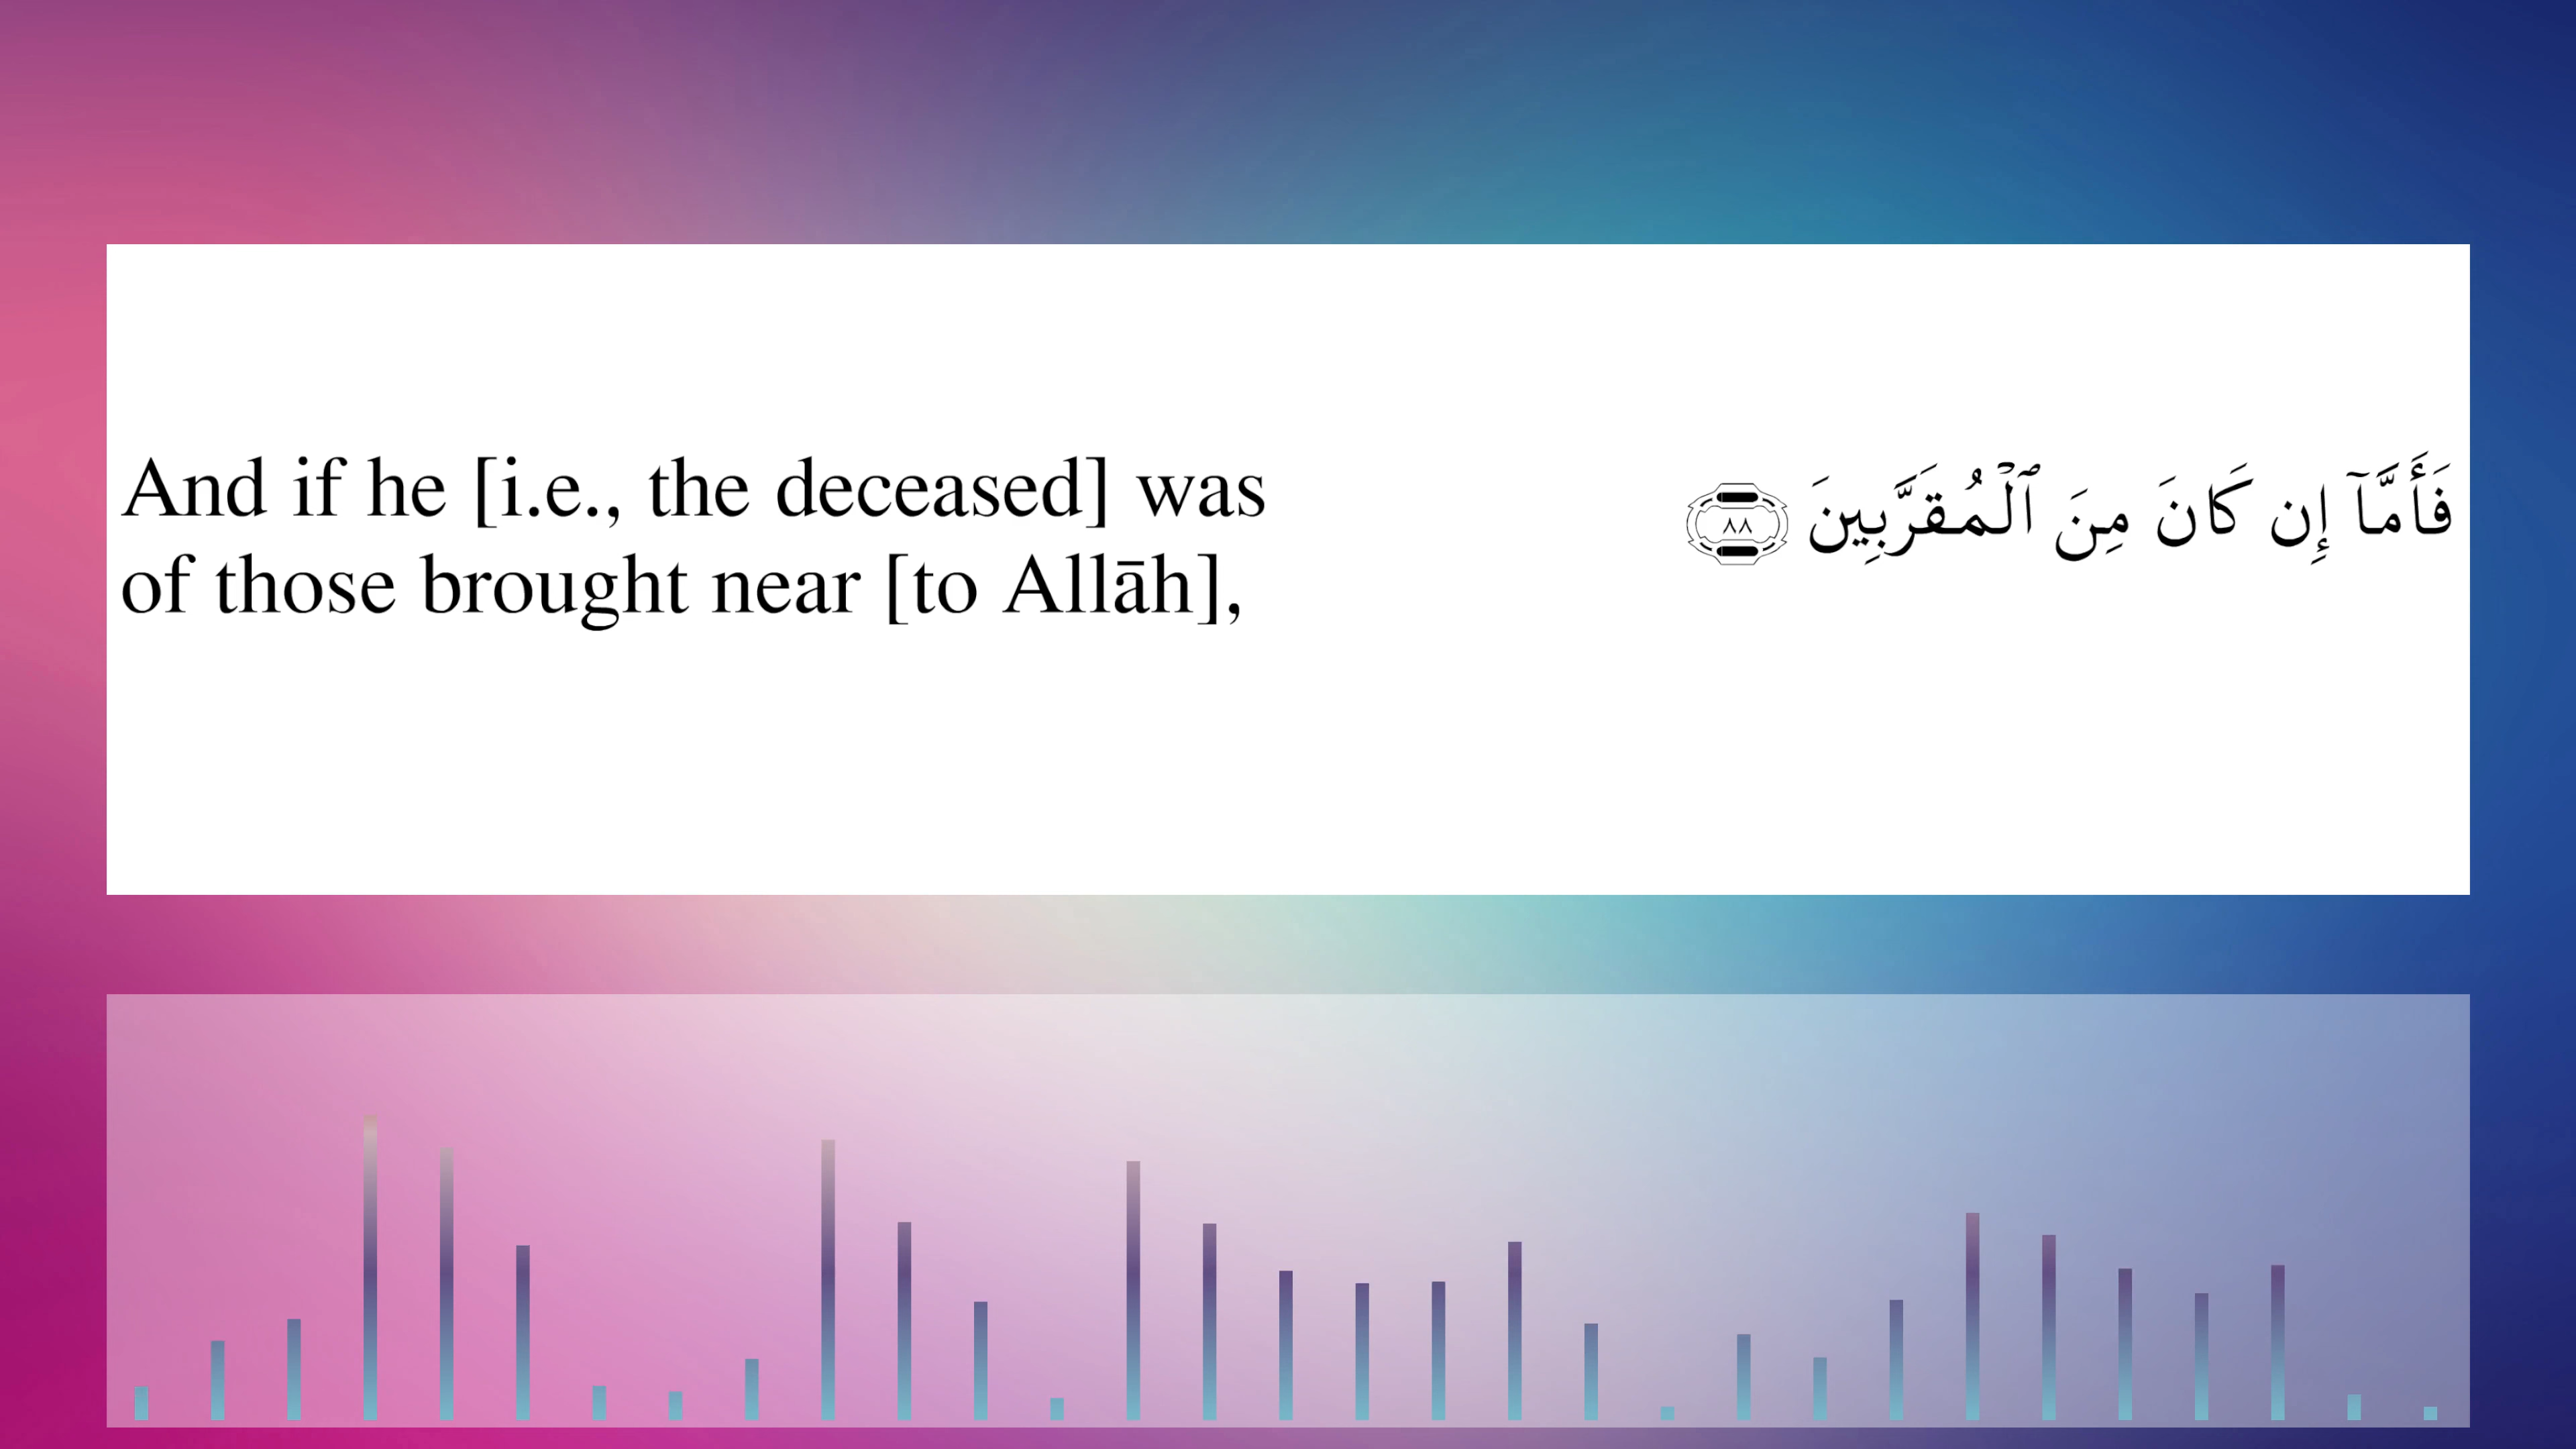 And if he [i.e., the deceased] was
of those brought near [to Allāh],
فَأَمَّآ إِن كَانَ مِنَ ٱلْمُقَرَّبِينَ ٨٨